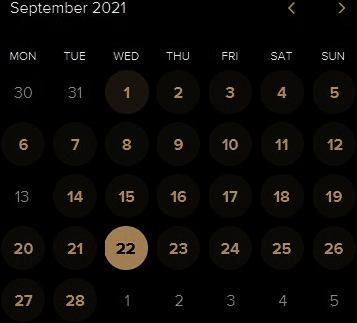 September 2021
MON TUE WED THU FRI SAT SUN
30 31 1 2 3 4 5
6 7 8 9 10 11 12
13 14 15 16 17 18 19
20 21 22 23 24 25 26
27 28 1 2 3 4 5